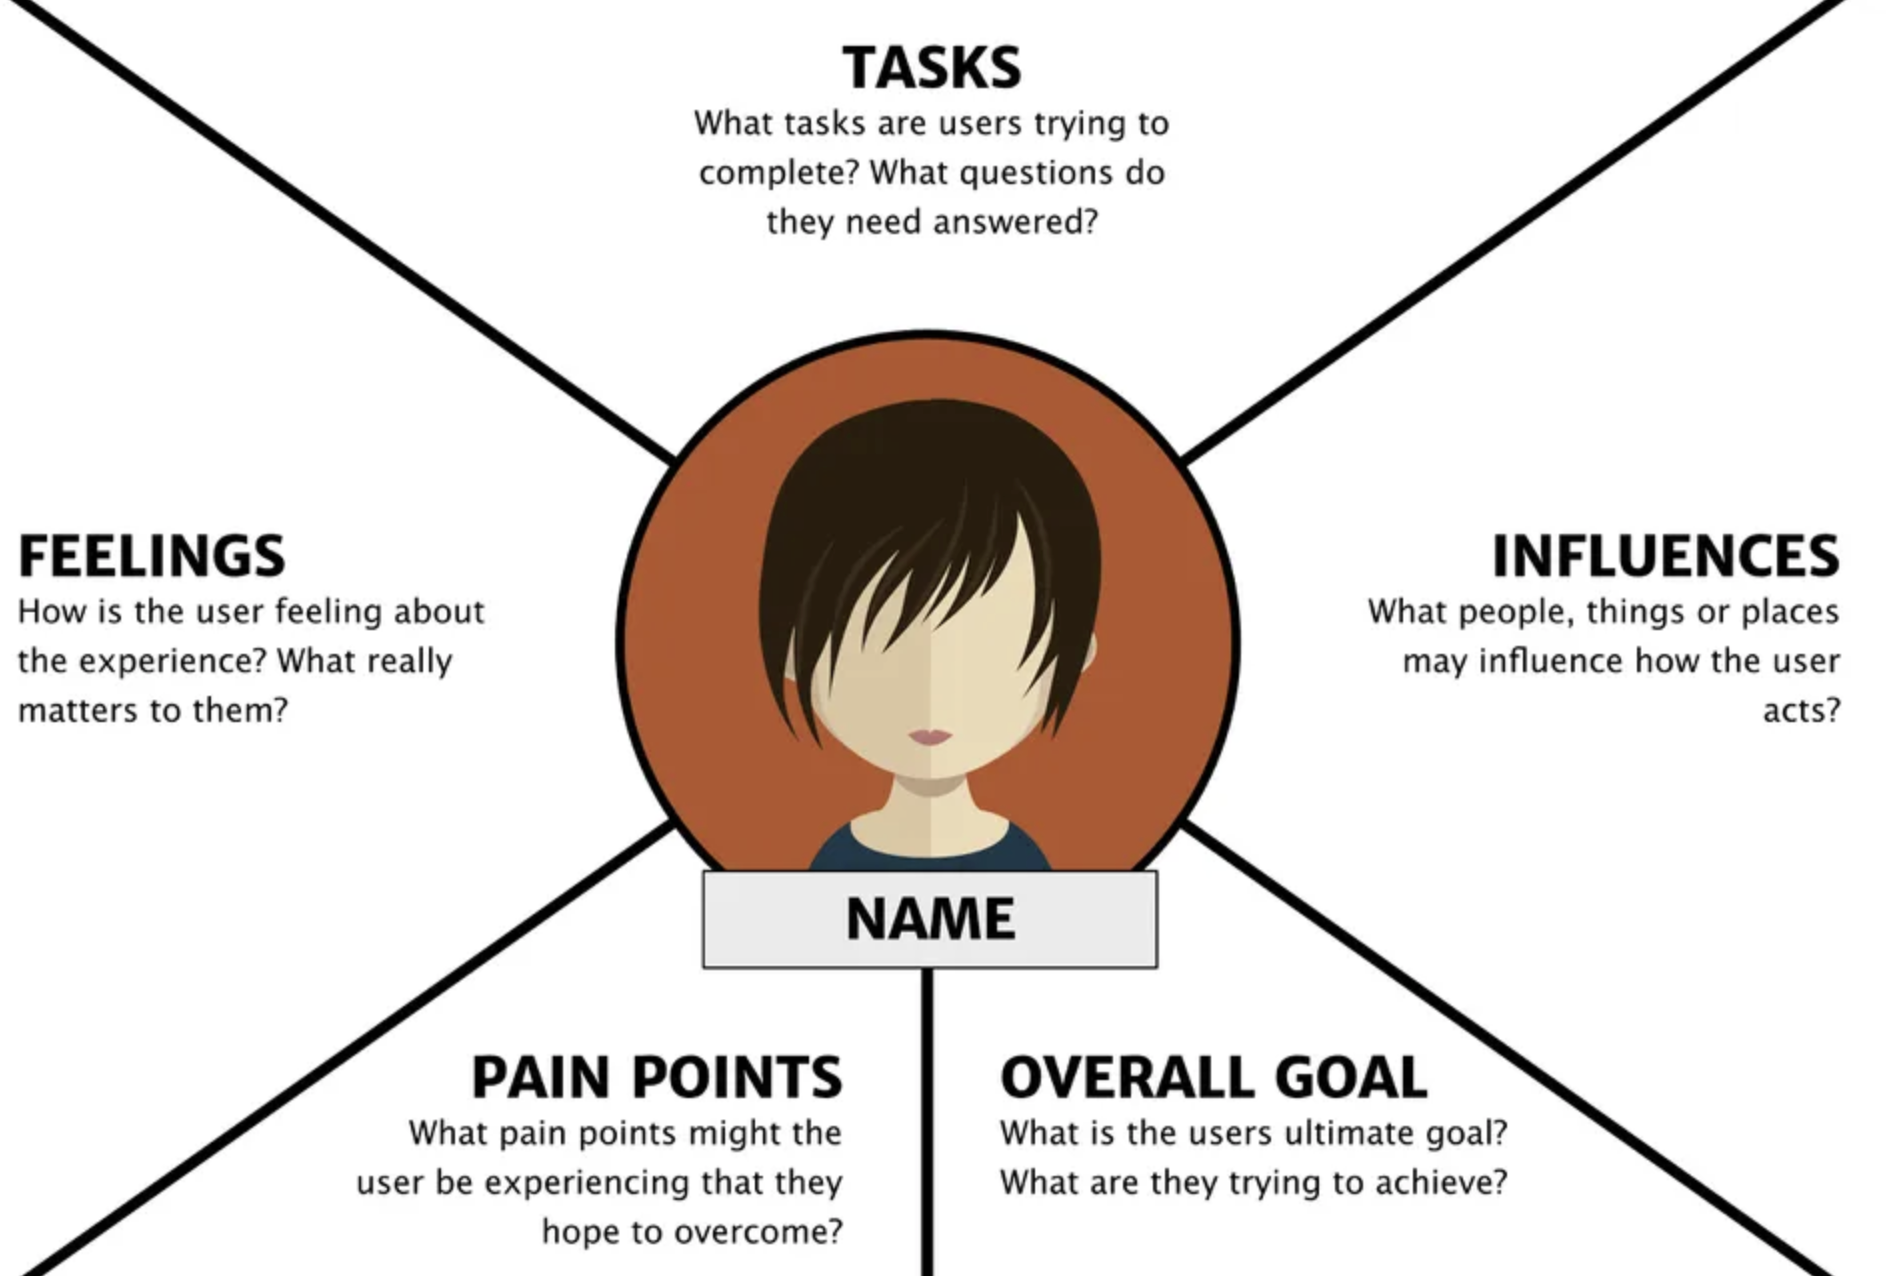 TASKS
What tasks are users trying to
complete? What questions do
they need answered?
FEELINGS
How is the user feeling about
the experience? What really
matters to them?
INFLUENCES
What people, things or places
may influence how the user
acts?
NAME
PAIN POINTS
What pain points might the
user be experiencing that they
hope to overcome?
OVERALL GOAL
What is the users ultimate goal?
What are they trying to achieve?